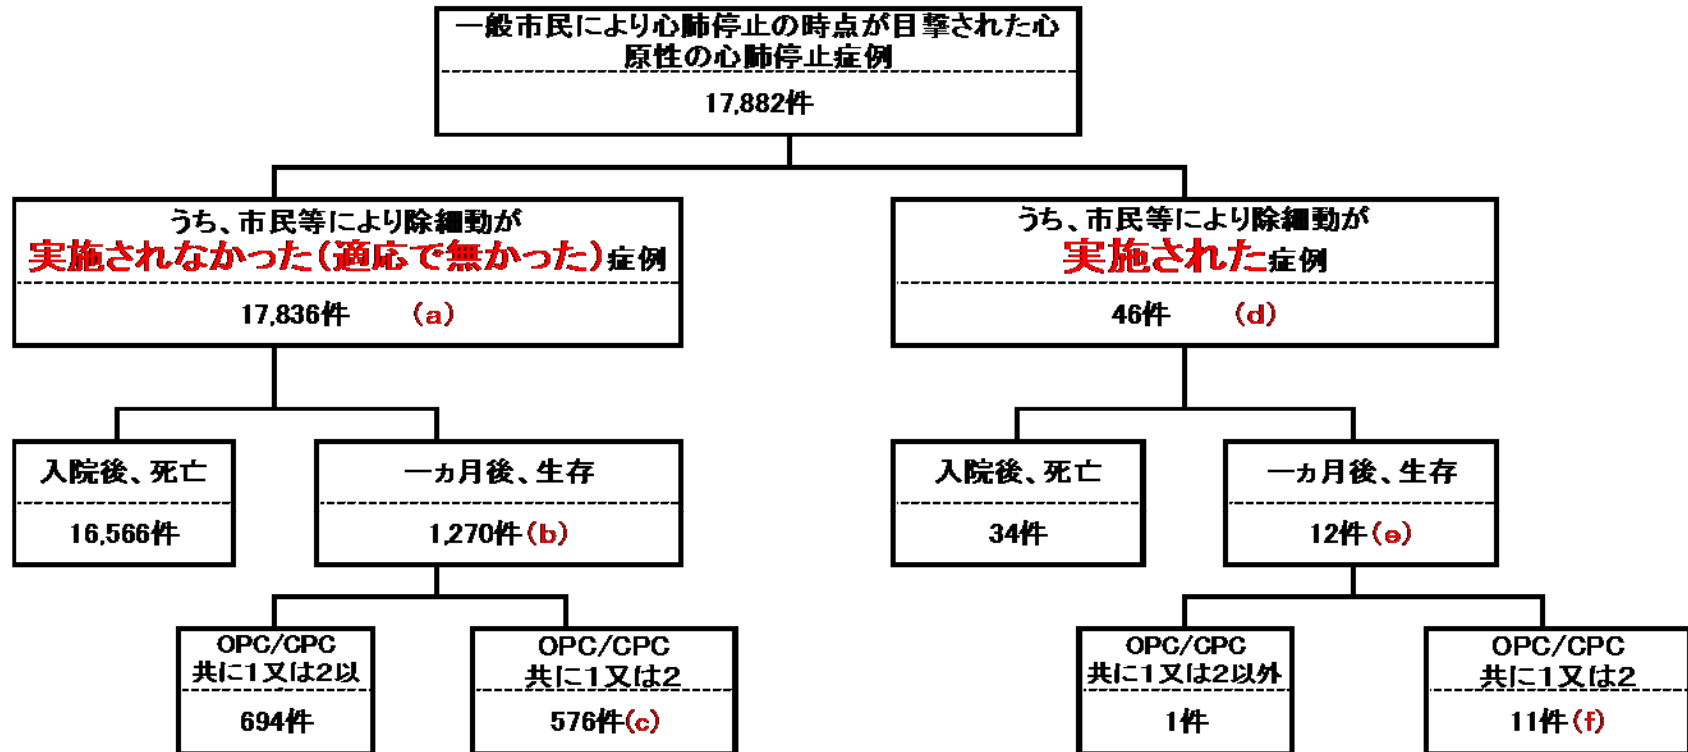 一般市民により心肺停止の時点が目撃された心
原性の心肺停止症例
17,882件
うち、市民等により除細動が
実施されなかった（適応で無かった）症例
17,836件 (a)
うち、市民等により除細動が
実施された症例
46件 (d)
入院後、死亡
16,566件
一ヵ月後、生存
1,270件(b)
入院後、死亡
34件
一ヵ月後、生存
12件(e)
OPC/CPC
共に１又は２以
694件
OPC/CPC
共に１又は２
576件(c)
OPC/CPC
共に１又は２以外
1件
OPC/CPC
共に１又は２
11件(f)